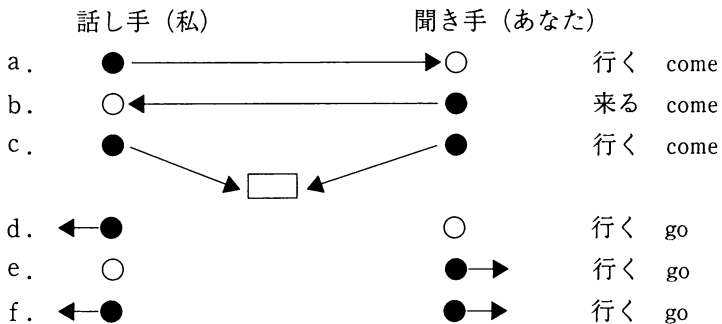 話し手（私） 聞き手（あなた）
a. 行く come
b. 来る come
c. 行く come
d. 行く go
e. 行く go
f. 行く go